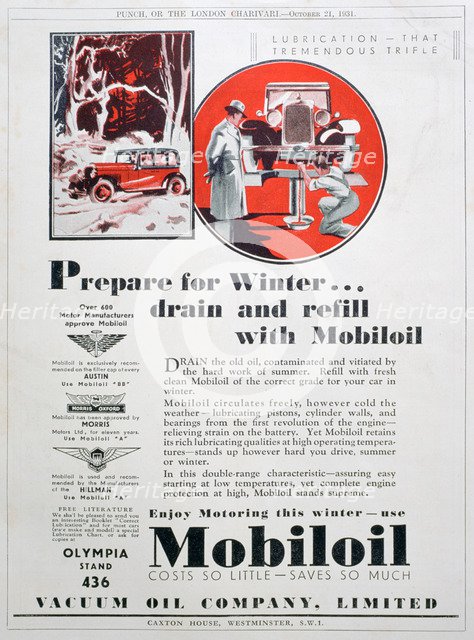 PUNCH, OR THE LONDON CHARIVARI.—OCTOBER 21, 1931.
LUBRICATION — THAT
TREMENDOUS TRIFLE
Prepare for Winter...
drain and refill
with Mobiloil
Over 600
Motor Manufacturers
approve Mobiloil
Mobiloil is exclusively recom-
mended on the filler cap of every
AUSTIN
Use Mobiloil "BB"
MORRIS OXFORD
Mobiloil has been approved by
MORRIS
Motors Ltd., for eleven years.
Use Mobiloil "A"
Mobiloil is used and recom-
mended by the Manufacturers
of the HILLMAN
Use Mobiloil "A"
FREE LITERATURE
We shall be pleased to send you
an interesting Booklet "Correct
Lubrication" and for most cars
(state make and model) a special
Lubrication Chart, or ask for
copies at
OLYMPIA
STAND
436
DRAIN the old oil, contaminated and vitiated by
the hard work of summer. Refill with fresh
clean Mobiloil of the correct grade for your car in
winter.
Mobiloil circulates freely, however cold the
weather—lubricating pistons, cylinder walls, and
bearings from the first revolution of the engine—
relieving strain on the battery. Yet Mobiloil retains
its rich lubricating qualities at high operating tempera-
tures—stands up however hard you drive, summer
or winter.
In this double-range characteristic—assuring easy
starting at low temperatures, yet complete engine
protection at high, Mobiloil stands supreme.
Enjoy Motoring this winter — use
Mobiloil
COSTS SO LITTLE—SAVES SO MUCH
VACUUM OIL COMPANY, LIMITED
CAXTON HOUSE, WESTMINSTER, S.W.1.
Heritage
Images